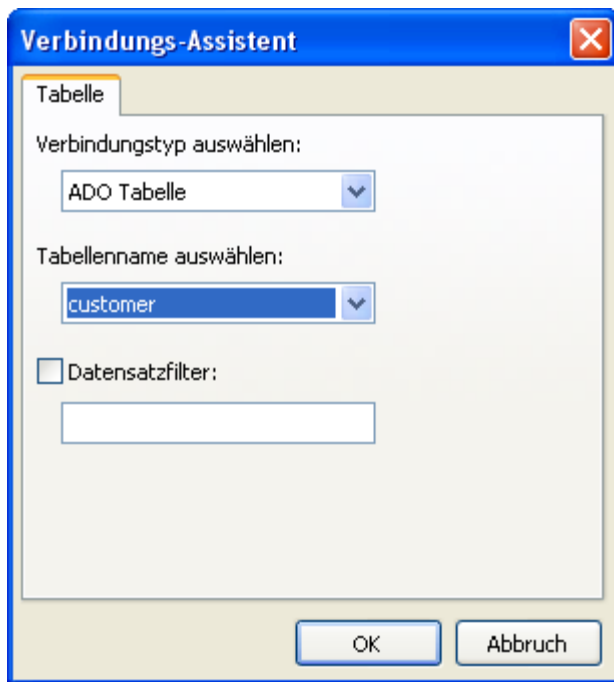 Verbindungs-Assistent
Tabelle
Verbindungstyp auswählen:
ADO Tabelle
Tabellenname auswählen:
customer
Datensatzfilter:
OK Abbruch